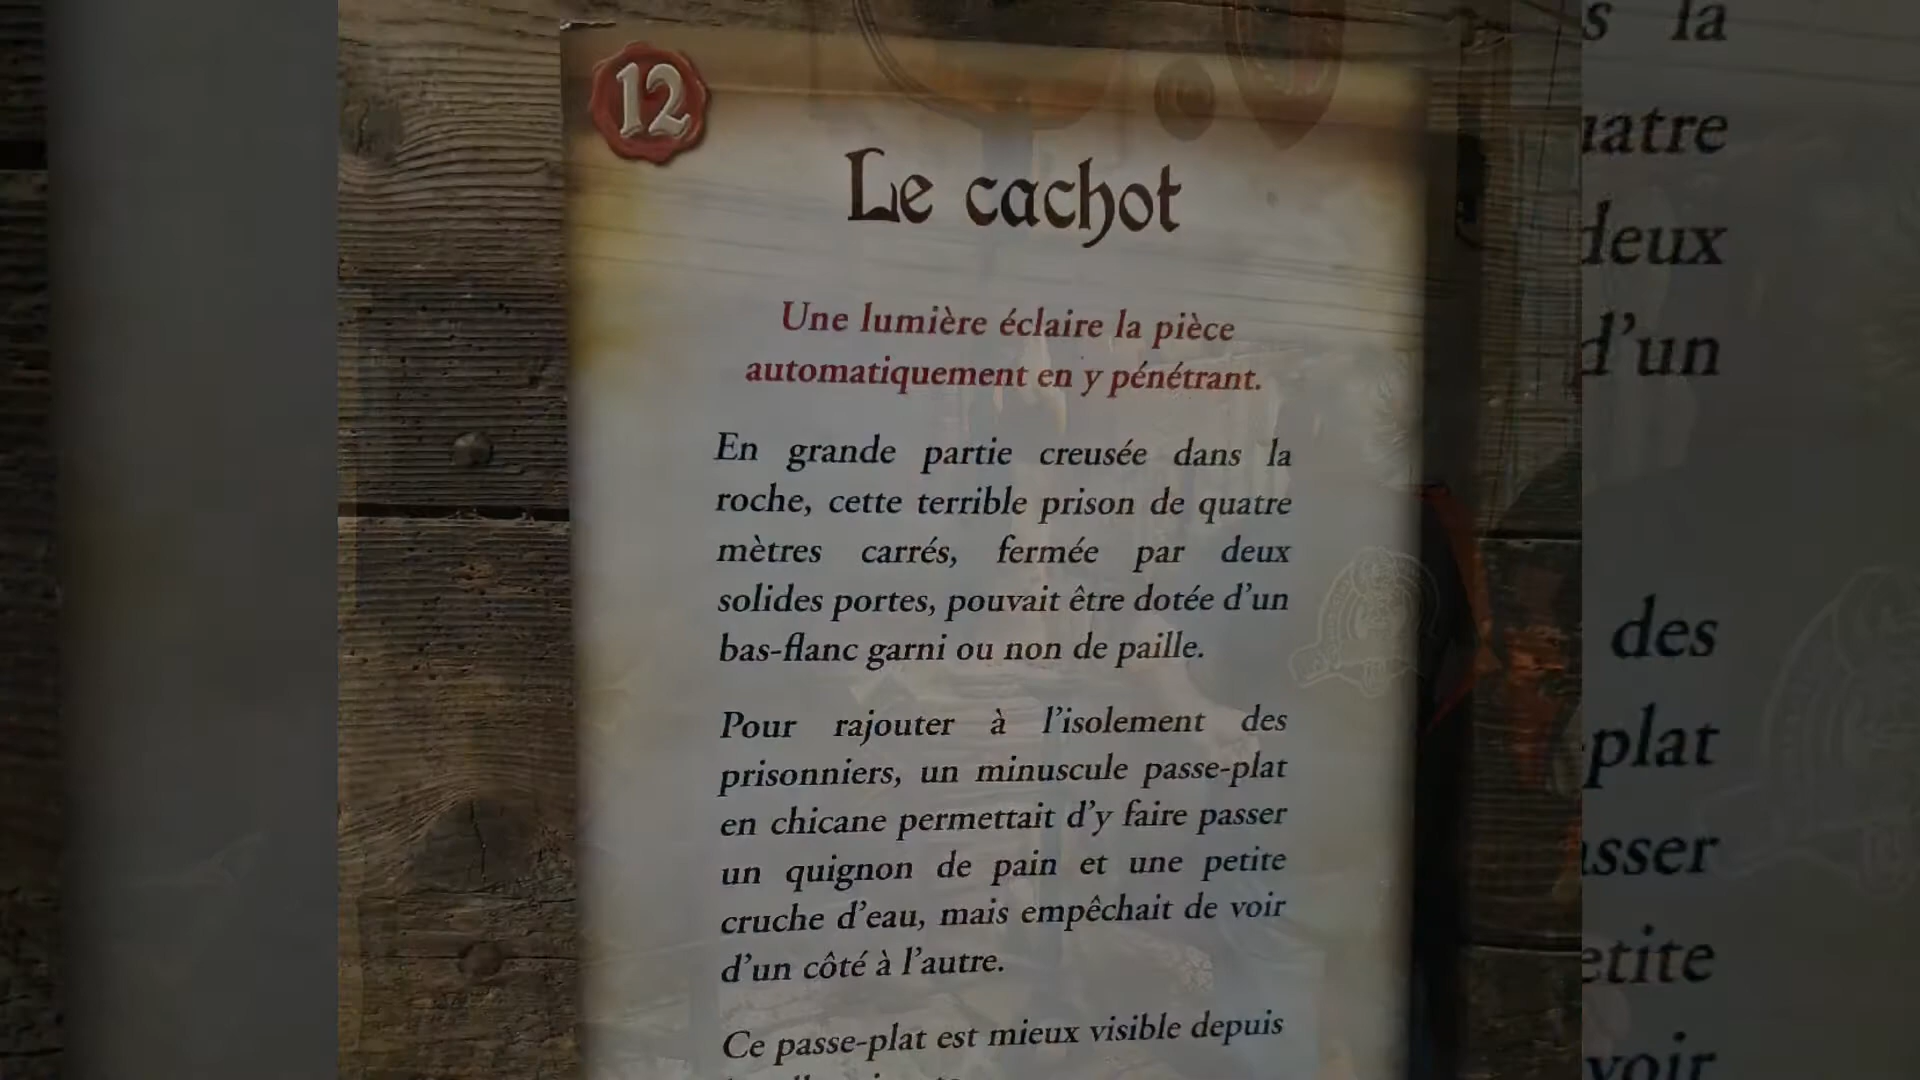 12
Le cachot
Une lumière éclaire la pièce
automatiquement en y pénétrant.
En grande partie creusée dans la
roche, cette terrible prison de quatre
mètres carrés, fermée par deux
solides portes, pouvait être dotée d'un
bas-flanc garni ou non de paille.
Pour rajouter à l'isolement des
prisonniers, un minuscule passe-plat
en chicane permettait d'y faire passer
un quignon de pain et une petite
cruche d'eau, mais empêchait de voir
d'un côté à l'autre.
Ce passe-plat est mieux visible depuis
la
deux
d'un
des
plat
voir